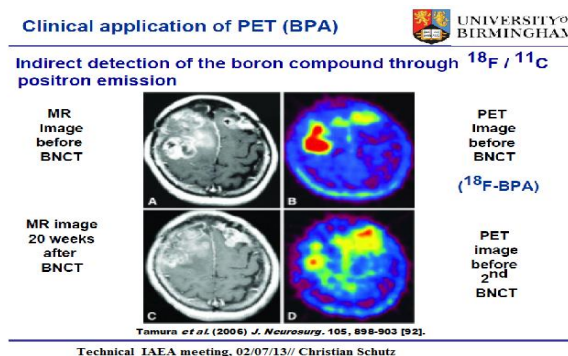 Clinical application of PET (BPA)
UNIVERSITY OF
BIRMINGHAM
Indirect detection of the boron compound through 18F / 11C
positron emission
MR
Image
before
BNCT
A
B
PET
Image
before
BNCT
(18F-BPA)
MR image
20 weeks
after
BNCT
C
D
PET
image
before
2nd
BNCT
Tamura et al. (2006) J. Neurosurg. 105, 898-903 [92].
Technical IAEA meeting, 02/07/13// Christian Schutz